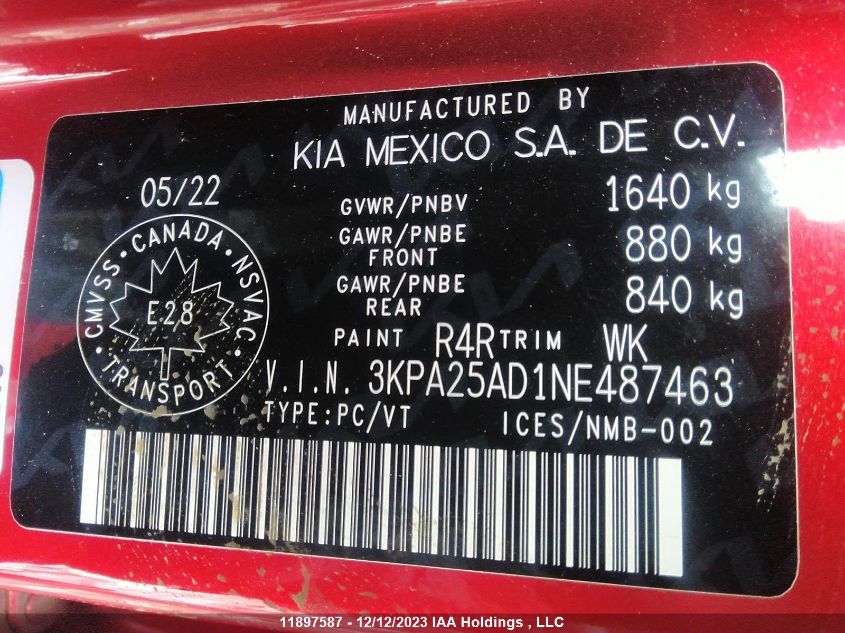 MANUFACTURED BY
KIA MEXICO S.A. DE C.V.
05/22
GVWR/PNBV 1640 kg
GAWR/PNBE FRONT 880 kg
GAWR/PNBE REAR 840 kg
CMVSS • CANADA • NSVAC • TRANSPORT •
E28
PAINT R4R TRIM WK
V.I.N. 3KPA25AD1NE487463
TYPE:PC/VT ICES/NMB-002
11897587 - 12/12/2023 IAA Holdings , LLC